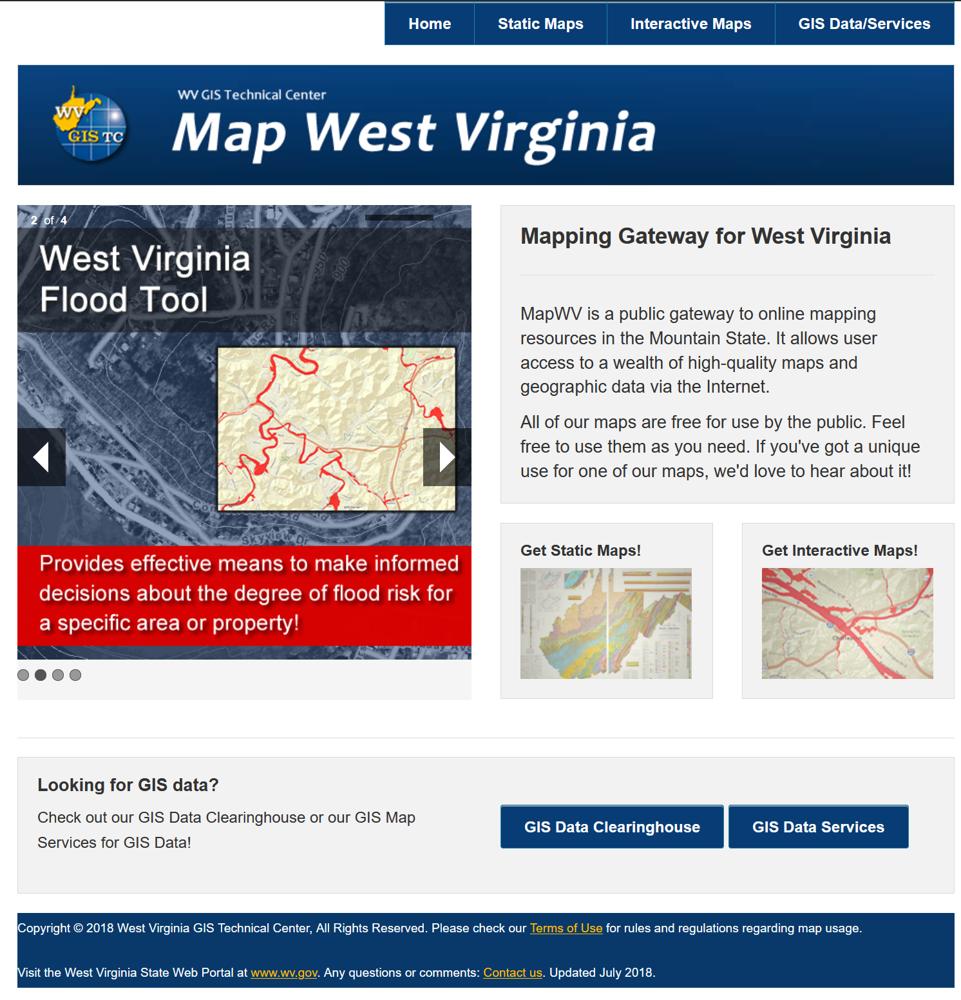 Home
Static Maps
Interactive Maps
GIS Data/Services
WV
GIS TC
WV GIS Technical Center
Map West Virginia
2 of 4
West Virginia
Flood Tool
950
900
Skyview Dr
Provides effective means to make informed
decisions about the degree of flood risk for
a specific area or property!
Mapping Gateway for West Virginia
MapWV is a public gateway to online mapping
resources in the Mountain State. It allows user
access to a wealth of high-quality maps and
geographic data via the Internet.
All of our maps are free for use by the public. Feel
free to use them as you need. If you've got a unique
use for one of our maps, we'd love to hear about it!
Get Static Maps!
Get Interactive Maps!
Charleston
Looking for GIS data?
Check out our GIS Data Clearinghouse or our GIS Map
Services for GIS Data!
GIS Data Clearinghouse
GIS Data Services
Copyright © 2018 West Virginia GIS Technical Center, All Rights Reserved. Please check our Terms of Use for rules and regulations regarding map usage.
Visit the West Virginia State Web Portal at www.wv.gov. Any questions or comments: Contact us. Updated July 2018.